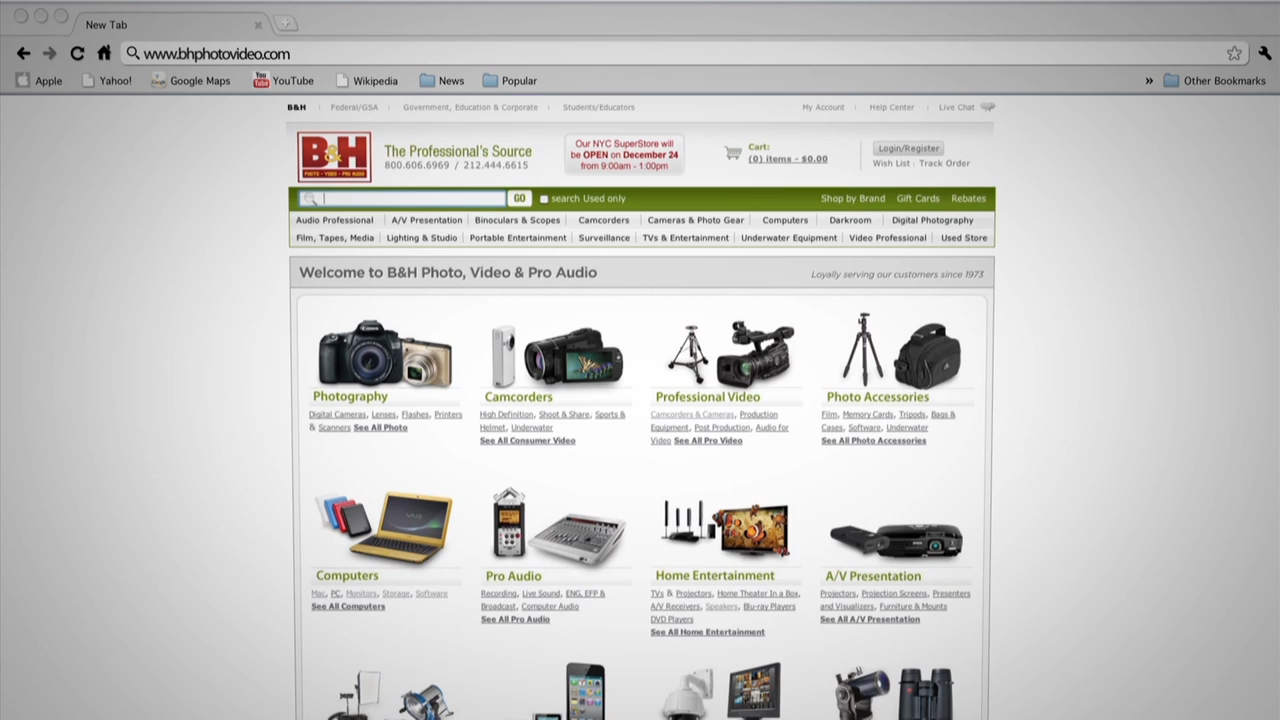 New Tab
www.bhphotovideo.com
Apple Yahoo! Google Maps YouTube Wikipedia News Popular » Other Bookmarks
B&H Federal/GSA Government, Education & Corporate Students/Educators My Account Help Center Live Chat
B&H
PHOTO - VIDEO - PRO AUDIO
The Professional's Source
800.606.6969 / 212.444.6615
Our NYC SuperStore will
be OPEN on December 24
from 9:00am - 1:00pm
Cart:
(0) items - $0.00
Login/Register
Wish List Track Order
GO search Used only Shop by Brand Gift Cards Rebates
Audio Professional A/V Presentation Binoculars & Scopes Camcorders Cameras & Photo Gear Computers Darkroom Digital Photography
Film, Tapes, Media Lighting & Studio Portable Entertainment Surveillance TVs & Entertainment Underwater Equipment Video Professional Used Store
Welcome to B&H Photo, Video & Pro Audio Loyally serving our customers since 1973
Photography
Digital Cameras, Lenses, Flashes, Printers
& Scanners See All Photo
Camcorders
High Definition, Shoot & Share, Sports &
Helmet, Underwater
See All Consumer Video
Professional Video
Camcorders & Cameras, Production
Equipment, Post Production, Audio for
Video See All Pro Video
Photo Accessories
Film, Memory Cards, Tripods, Bags &
Cases, Software, Underwater
See All Photo Accessories
Computers
Mac, PC, Monitors, Storage, Software
See All Computers
Pro Audio
Recording, Live Sound, ENG, EFP &
Broadcast, Computer Audio
See All Pro Audio
Home Entertainment
TVs & Projectors, Home Theater In a Box,
A/V Receivers, Speakers, Blu-ray Players
DVD Players
See All Home Entertainment
A/V Presentation
Projectors, Projection Screens, Presenters
and Visualizers, Furniture & Mounts
See All A/V Presentation